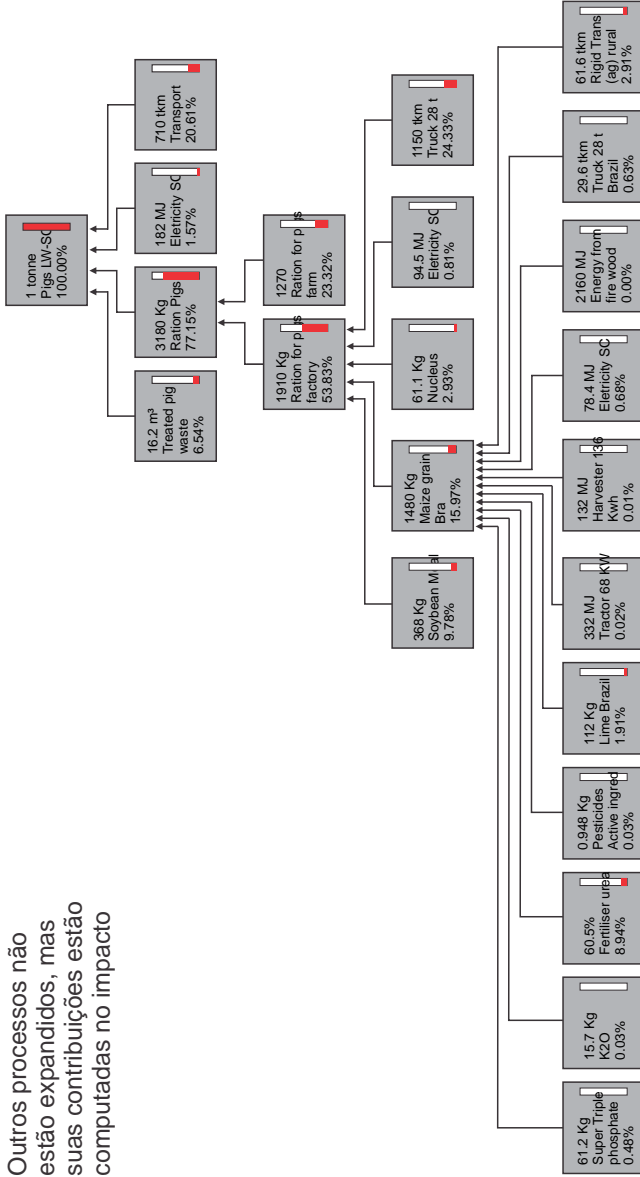 Outros processos não
estão expandidos, mas
suas contribuições estão
computadas no impacto
1 tonne
Pigs LW-SC
100.00%
16.2 m³
Treated pig
waste
6.54%
3180 Kg
Ration Pigs
77.15%
182 MJ
Eletricity SC
1.57%
710 tkm
Transport
20.61%
1910 Kg
Ration for pigs
factory
53.83%
1270
Ration for pigs
farm
23.32%
368 Kg
Soybean Meal
9.78%
1480 Kg
Maize grain
Bra
15.97%
61.1 Kg
Nucleus
2.93%
94.5 MJ
Eletricity SC
0.81%
1150 tkm
Truck 28 t
24.33%
61.2 Kg
Super Triple
phosphate
0.48%
15.7 Kg
K2O
0.03%
60.5%
Fertiliser urea
8.94%
0.948 Kg
Pesticides
Active ingred
0.03%
112 Kg
Lime Brazil
1.91%
332 MJ
Tractor 68 KW
0.02%
132 MJ
Harvester 136
Kwh
0.01%
78.4 MJ
Eletricity SC
0.68%
2160 MJ
Energy from
fire wood
0.00%
29.6 tkm
Truck 28 t
Brazil
0.63%
61.6 tkm
Rigid Trans
(ag) rural
2.91%